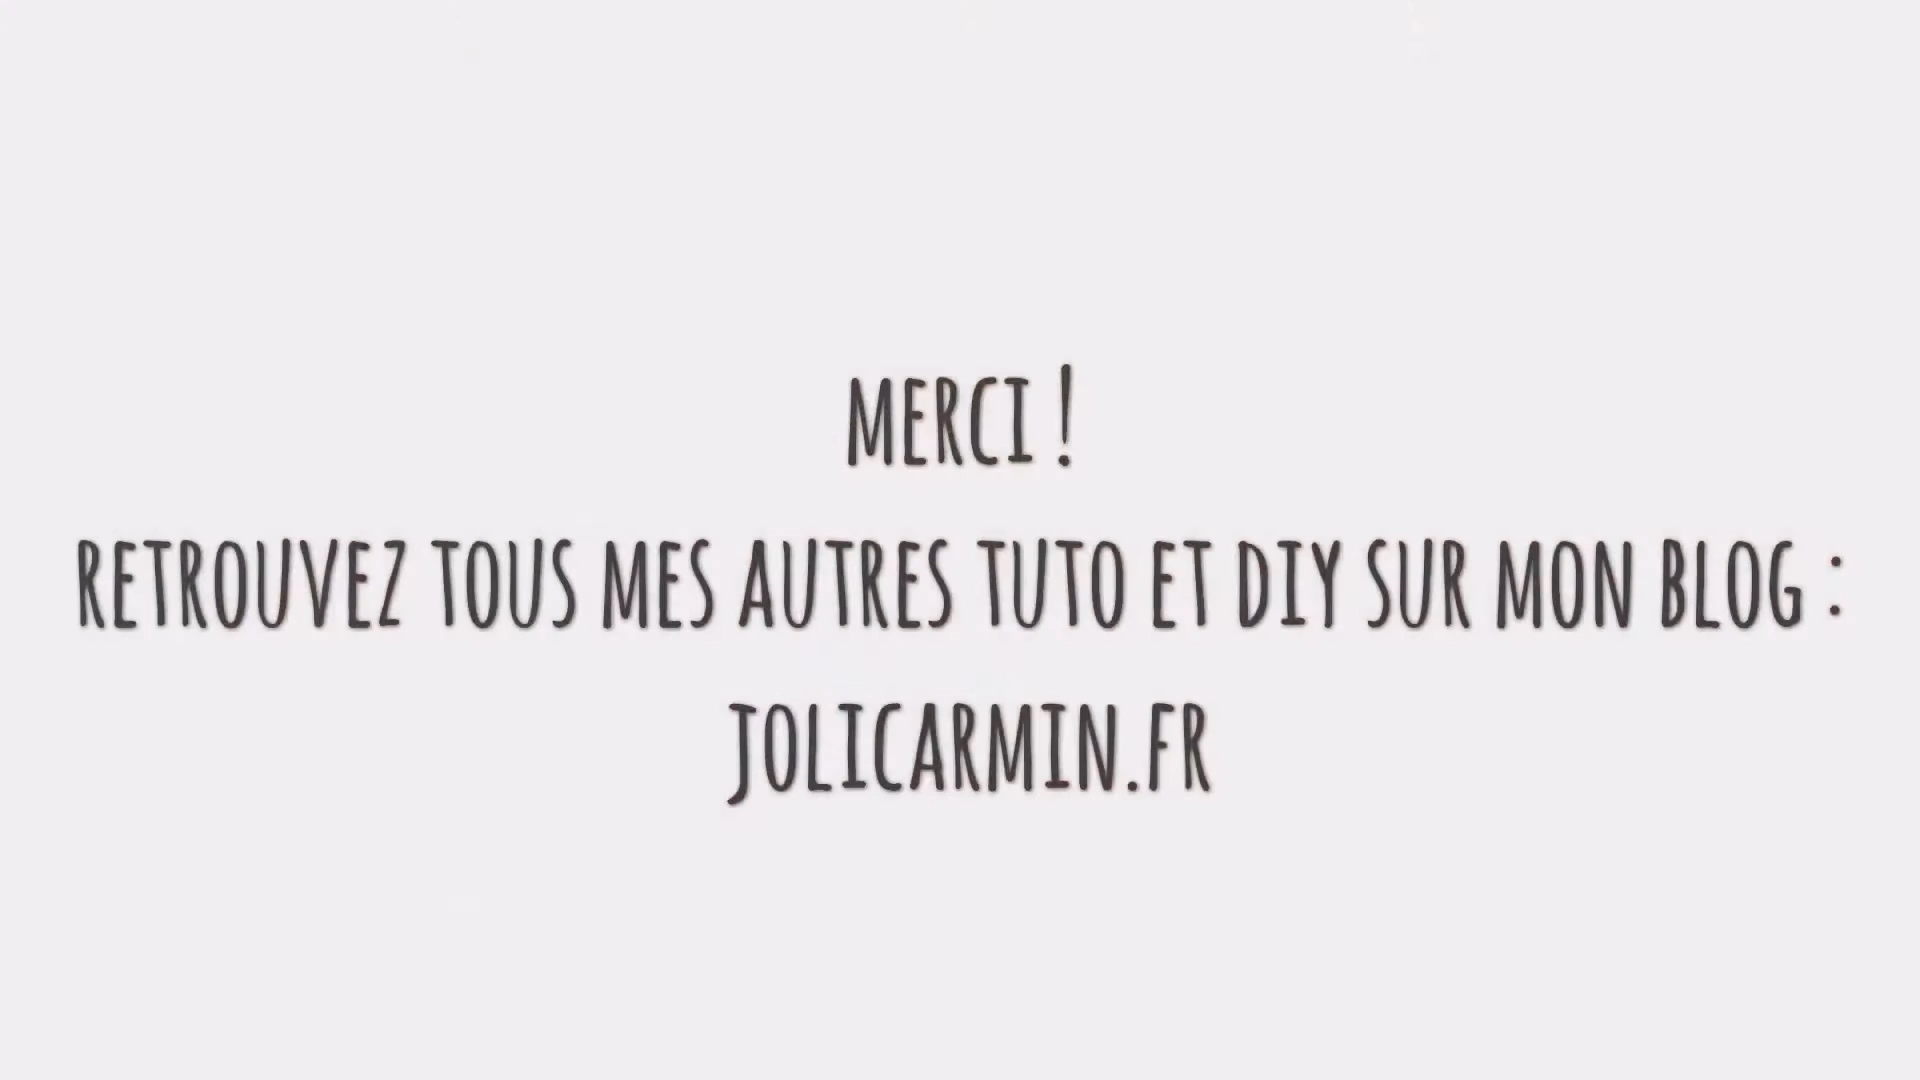 MERCI !
RETROUVEZ TOUS MES AUTRES TUTO ET DIY SUR MON BLOG :
JOLICARMIN.FR